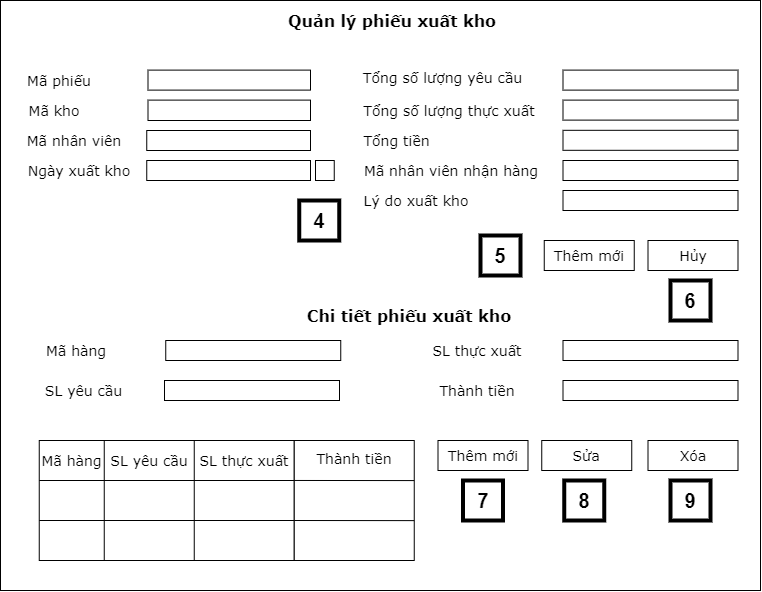 Quản lý phiếu xuất kho
Mã phiếu
Tổng số lượng yêu cầu
Mã kho
Tổng số lượng thực xuất
Mã nhân viên
Tổng tiền
Ngày xuất kho
Mã nhân viên nhận hàng
Lý do xuất kho
4
5
Thêm mới
Hủy
6
Chi tiết phiếu xuất kho
Mã hàng
SL thực xuất
SL yêu cầu
Thành tiền
Mã hàng SL yêu cầu SL thực xuất Thành tiền
Thêm mới
Sửa
Xóa
7
8
9